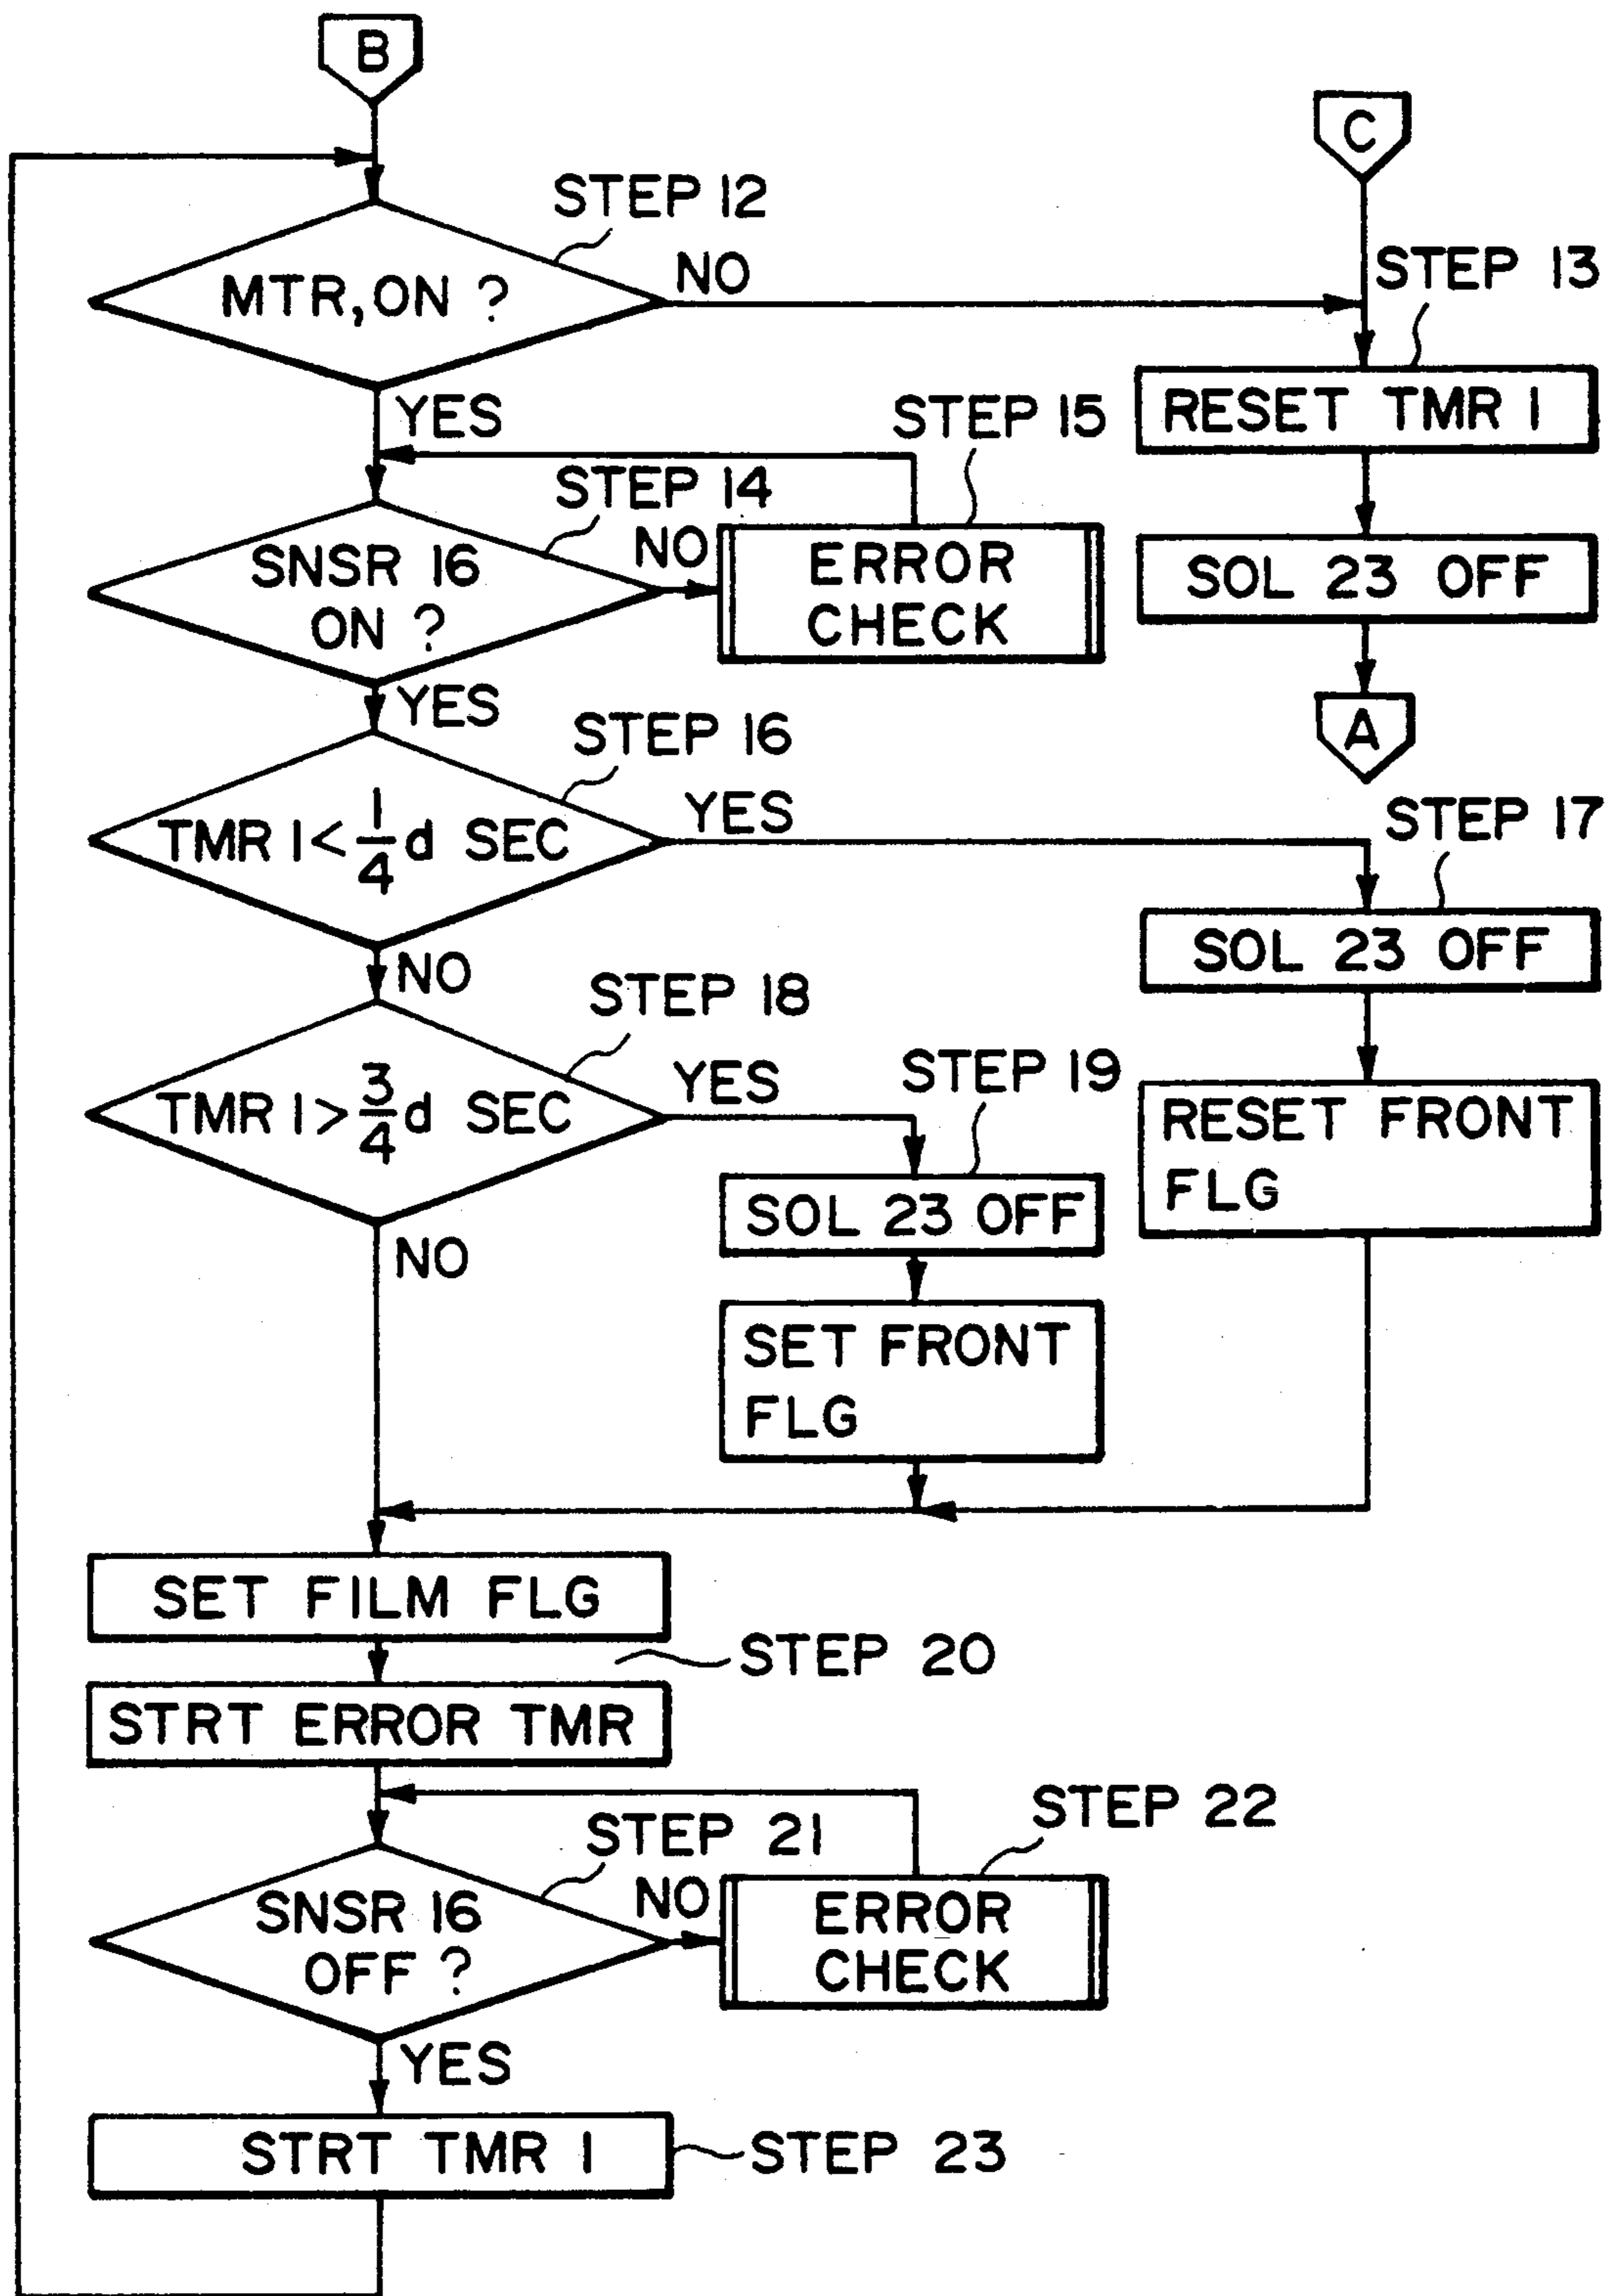 B
C
STEP 12
MTR, ON ?
NO
STEP 13
RESET TMR 1
YES
STEP 15
STEP 14
SNSR 16
ON ?
NO
ERROR
CHECK
SOL 23 OFF
YES
A
STEP 16
TMR 1 < 1/4 d SEC
YES
STEP 17
SOL 23 OFF
NO
STEP 18
TMR 1 > 3/4 d SEC
YES
STEP 19
RESET FRONT
FLG
SOL 23 OFF
NO
SET FRONT
FLG
SET FILM FLG
STEP 20
STRT ERROR TMR
STEP 22
STEP 21
SNSR 16
OFF ?
NO
ERROR
CHECK
YES
STRT TMR 1
STEP 23